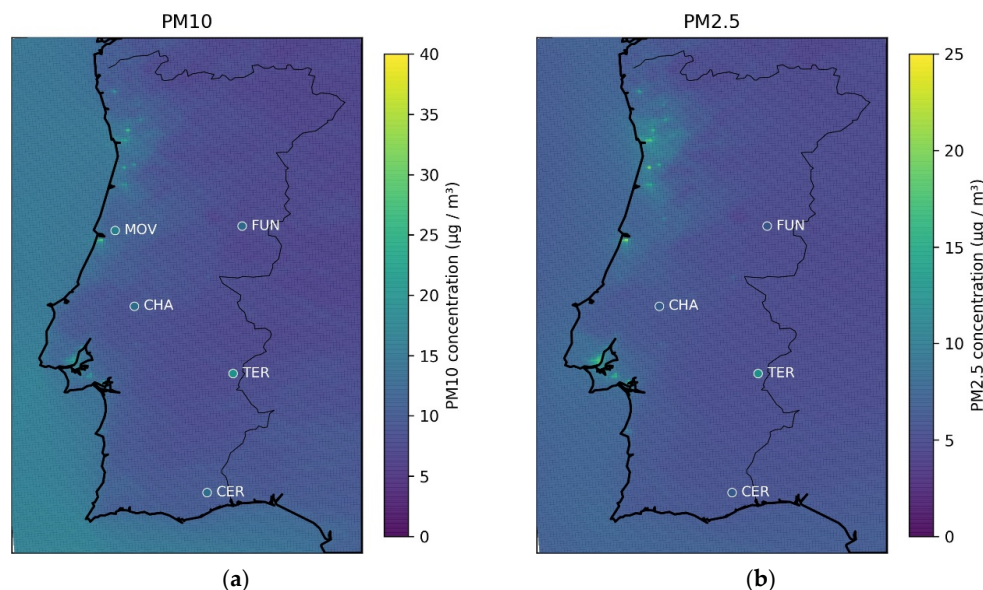 PM10
PM2.5
MOV
FUN
CHA
TER
CER
40
35
30
25
20
15
10
5
0
PM10 concentration (µg / m³)
FUN
CHA
TER
CER
25
20
15
10
5
0
PM2.5 concentration (µg / m³)
(a)
(b)